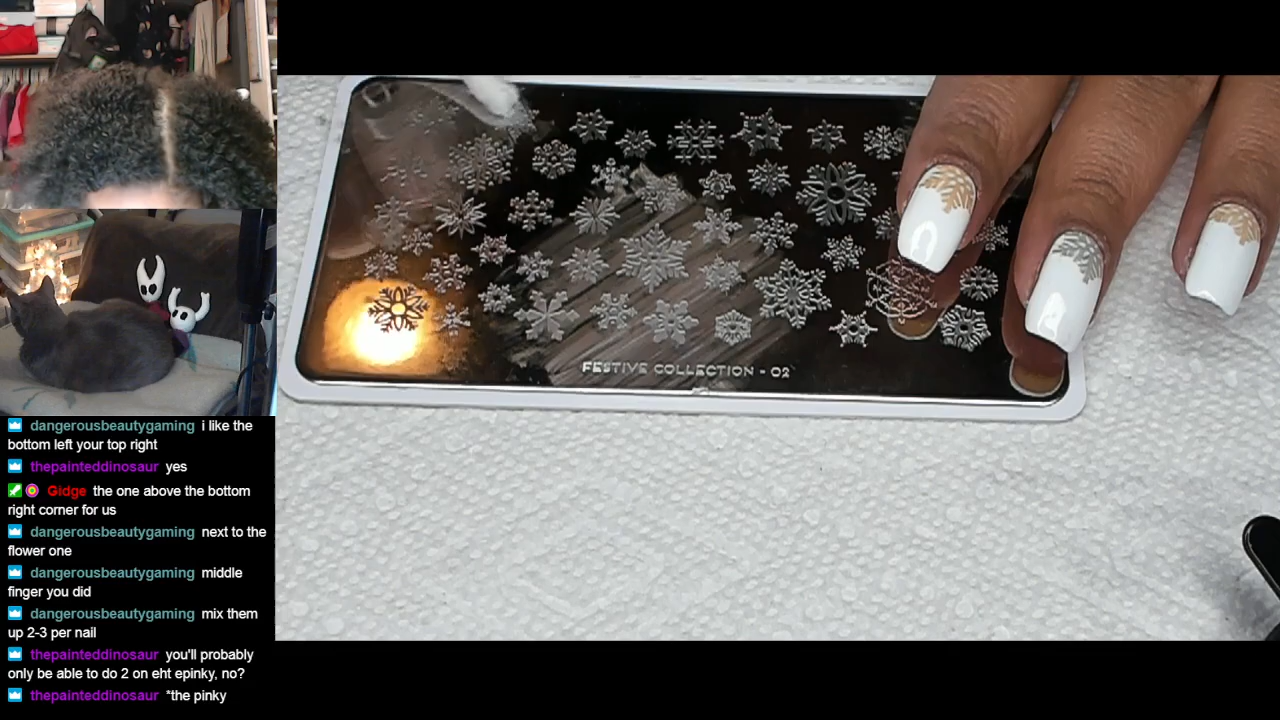 FESTIVE COLLECTION - 02
dangerousbeautygaming i like the
bottom left your top right
thepainteddinosaur yes
Gidge the one above the bottom
right corner for us
dangerousbeautygaming next to the
flower one
dangerousbeautygaming middle
finger you did
dangerousbeautygaming mix them
up 2-3 per nail
thepainteddinosaur you'll probably
only be able to do 2 on eht epinky, no?
thepainteddinosaur *the pinky